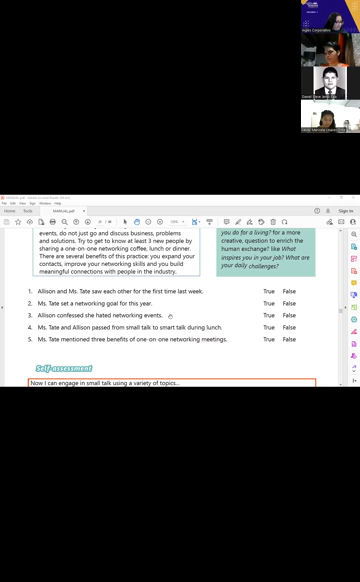 Sign In
Home
Tools
MANUAL.pdf
events, do not just go and discuss business, problems
and solutions. Try to get to know at least 3 new people by
sharing a one-on-one networking coffee, lunch or dinner.
There are several benefits of this practice: you expand your
contacts, improve your networking skills and you build
meaningful connections with people in the industry.
you do for a living? for a more
creative, question to enrich the
human exchange? like What
inspires you in your job? What are
your daily challenges?
1. Allison and Ms. Tate saw each other for the first time last week. True False
2. Ms. Tate set a networking goal for this year. True False
3. Allison confessed she hated networking events. True False
4. Ms. Tate and Allison passed from small talk to smart talk during lunch. True False
5. Ms. Tate mentioned three benefits of one-on-one networking meetings. True False
Self-assessment
Now I can engage in small talk using a variety of topics...